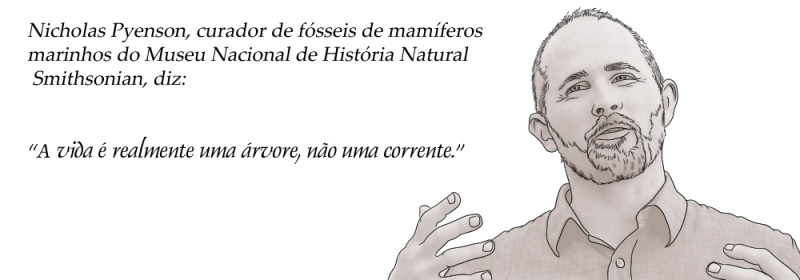 Nicholas Pyenson, curador de fósseis de mamíferos
marinhos do Museu Nacional de História Natural
Smithsonian, diz:
“A vida é realmente uma árvore, não uma corrente.”